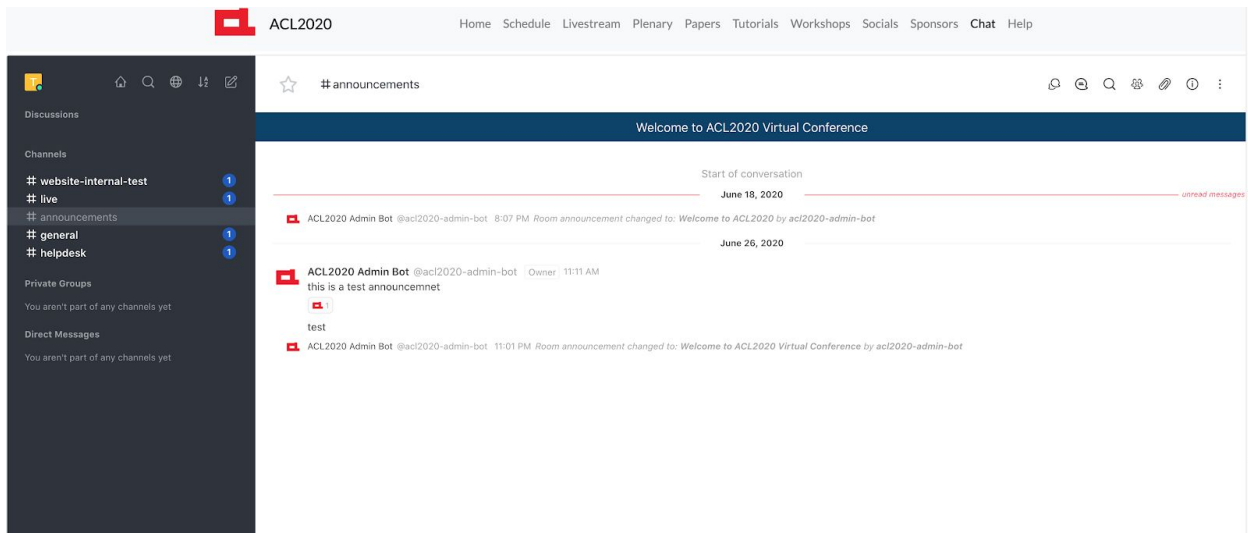 ACL2020 Home Schedule Livestream Plenary Papers Tutorials Workshops Socials Sponsors Chat Help
T
# announcements
Discussions
Welcome to ACL2020 Virtual Conference
Channels
# website-internal-test 1
# live 1
# announcements
# general 1
# helpdesk 1
Private Groups
You aren't part of any channels yet
Direct Messages
You aren't part of any channels yet
Start of conversation
June 18, 2020 unread messages
ACL2020 Admin Bot @acl2020-admin-bot 8:07 PM Room announcement changed to: Welcome to ACL2020 by acl2020-admin-bot
June 26, 2020
ACL2020 Admin Bot @acl2020-admin-bot Owner 11:11 AM
this is a test announcemnet
1
test
ACL2020 Admin Bot @acl2020-admin-bot 11:01 PM Room announcement changed to: Welcome to ACL2020 Virtual Conference by acl2020-admin-bot